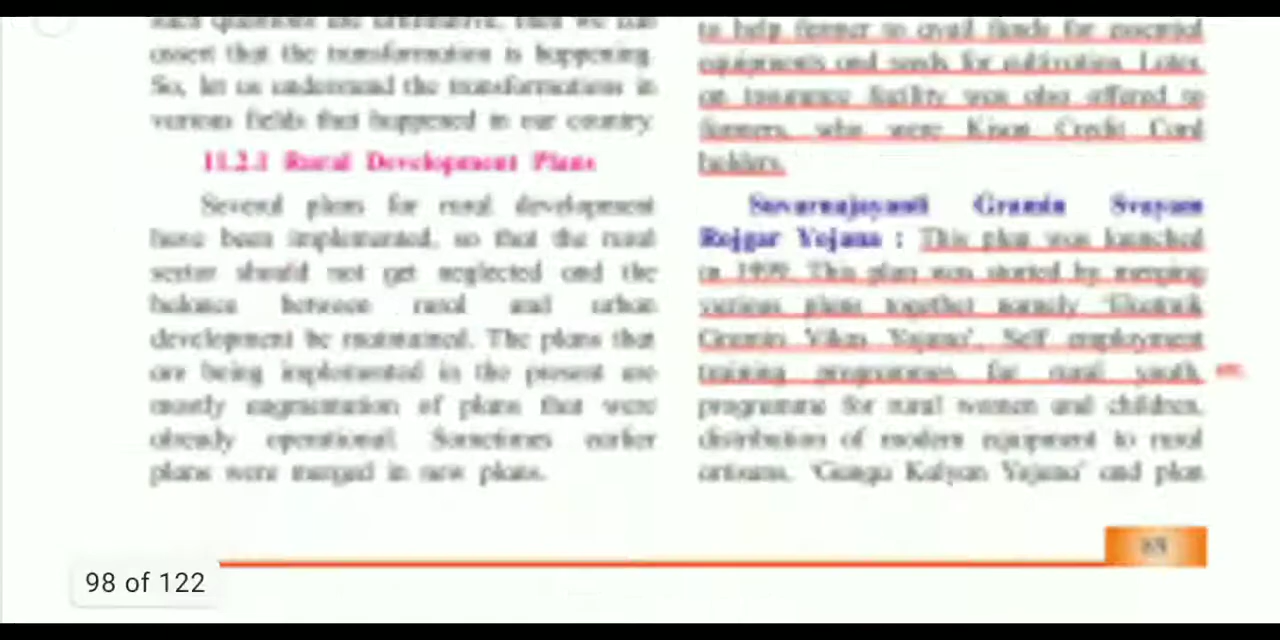 such questions are affirmative, then we can
assert that the transformation is happening.
So, let us understand the transformations in
various fields that happened in our country.
11.2.1 Rural Development Plans
Several plans for rural development
have been implemented, so that the rural
sector should not get neglected and the
balance between rural and urban
development be maintained. The plans that
are being implemented in the present are
mostly augmentation of plans that were
already operational. Sometimes earlier
plans were merged in new plans.
to help farmer to avail funds for essential
equipments and seeds for cultivation. Later,
an insurance facility was also offered to
farmers, who were Kisan Credit Card
holders.
Suvarnajayanti Gramin Svayam
Rojgar Yojana : This plan was launched
in 1999. This plan was started by merging
various plans together namely 'Ekatmik
Gramin Vikas Yojana', Self employment
training programmes for rural youth,
programme for rural women and children,
distribution of modern equipment to rural
artisans, 'Ganga Kalyan Yojana' and plan
98 of 122